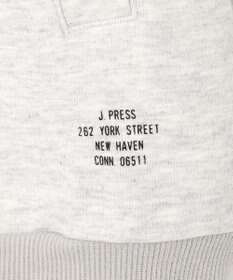 J. PRESS
262 YORK STREET
NEW HAVEN
CONN. 06511